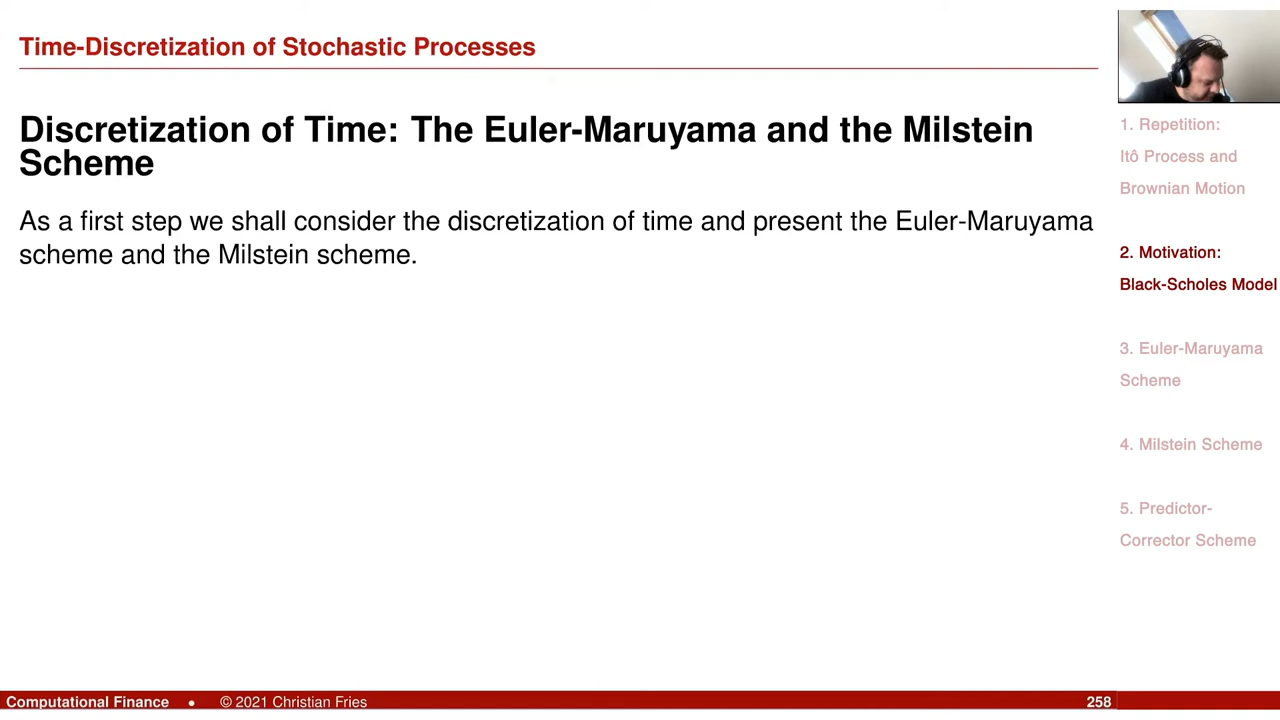 Time-Discretization of Stochastic Processes
Discretization of Time: The Euler-Maruyama and the Milstein
Scheme
As a first step we shall consider the discretization of time and present the Euler-Maruyama
scheme and the Milstein scheme.
1. Repetition:
Itô Process and
Brownian Motion
2. Motivation:
Black-Scholes Model
3. Euler-Maruyama
Scheme
4. Milstein Scheme
5. Predictor-
Corrector Scheme
Computational Finance • © 2021 Christian Fries 258